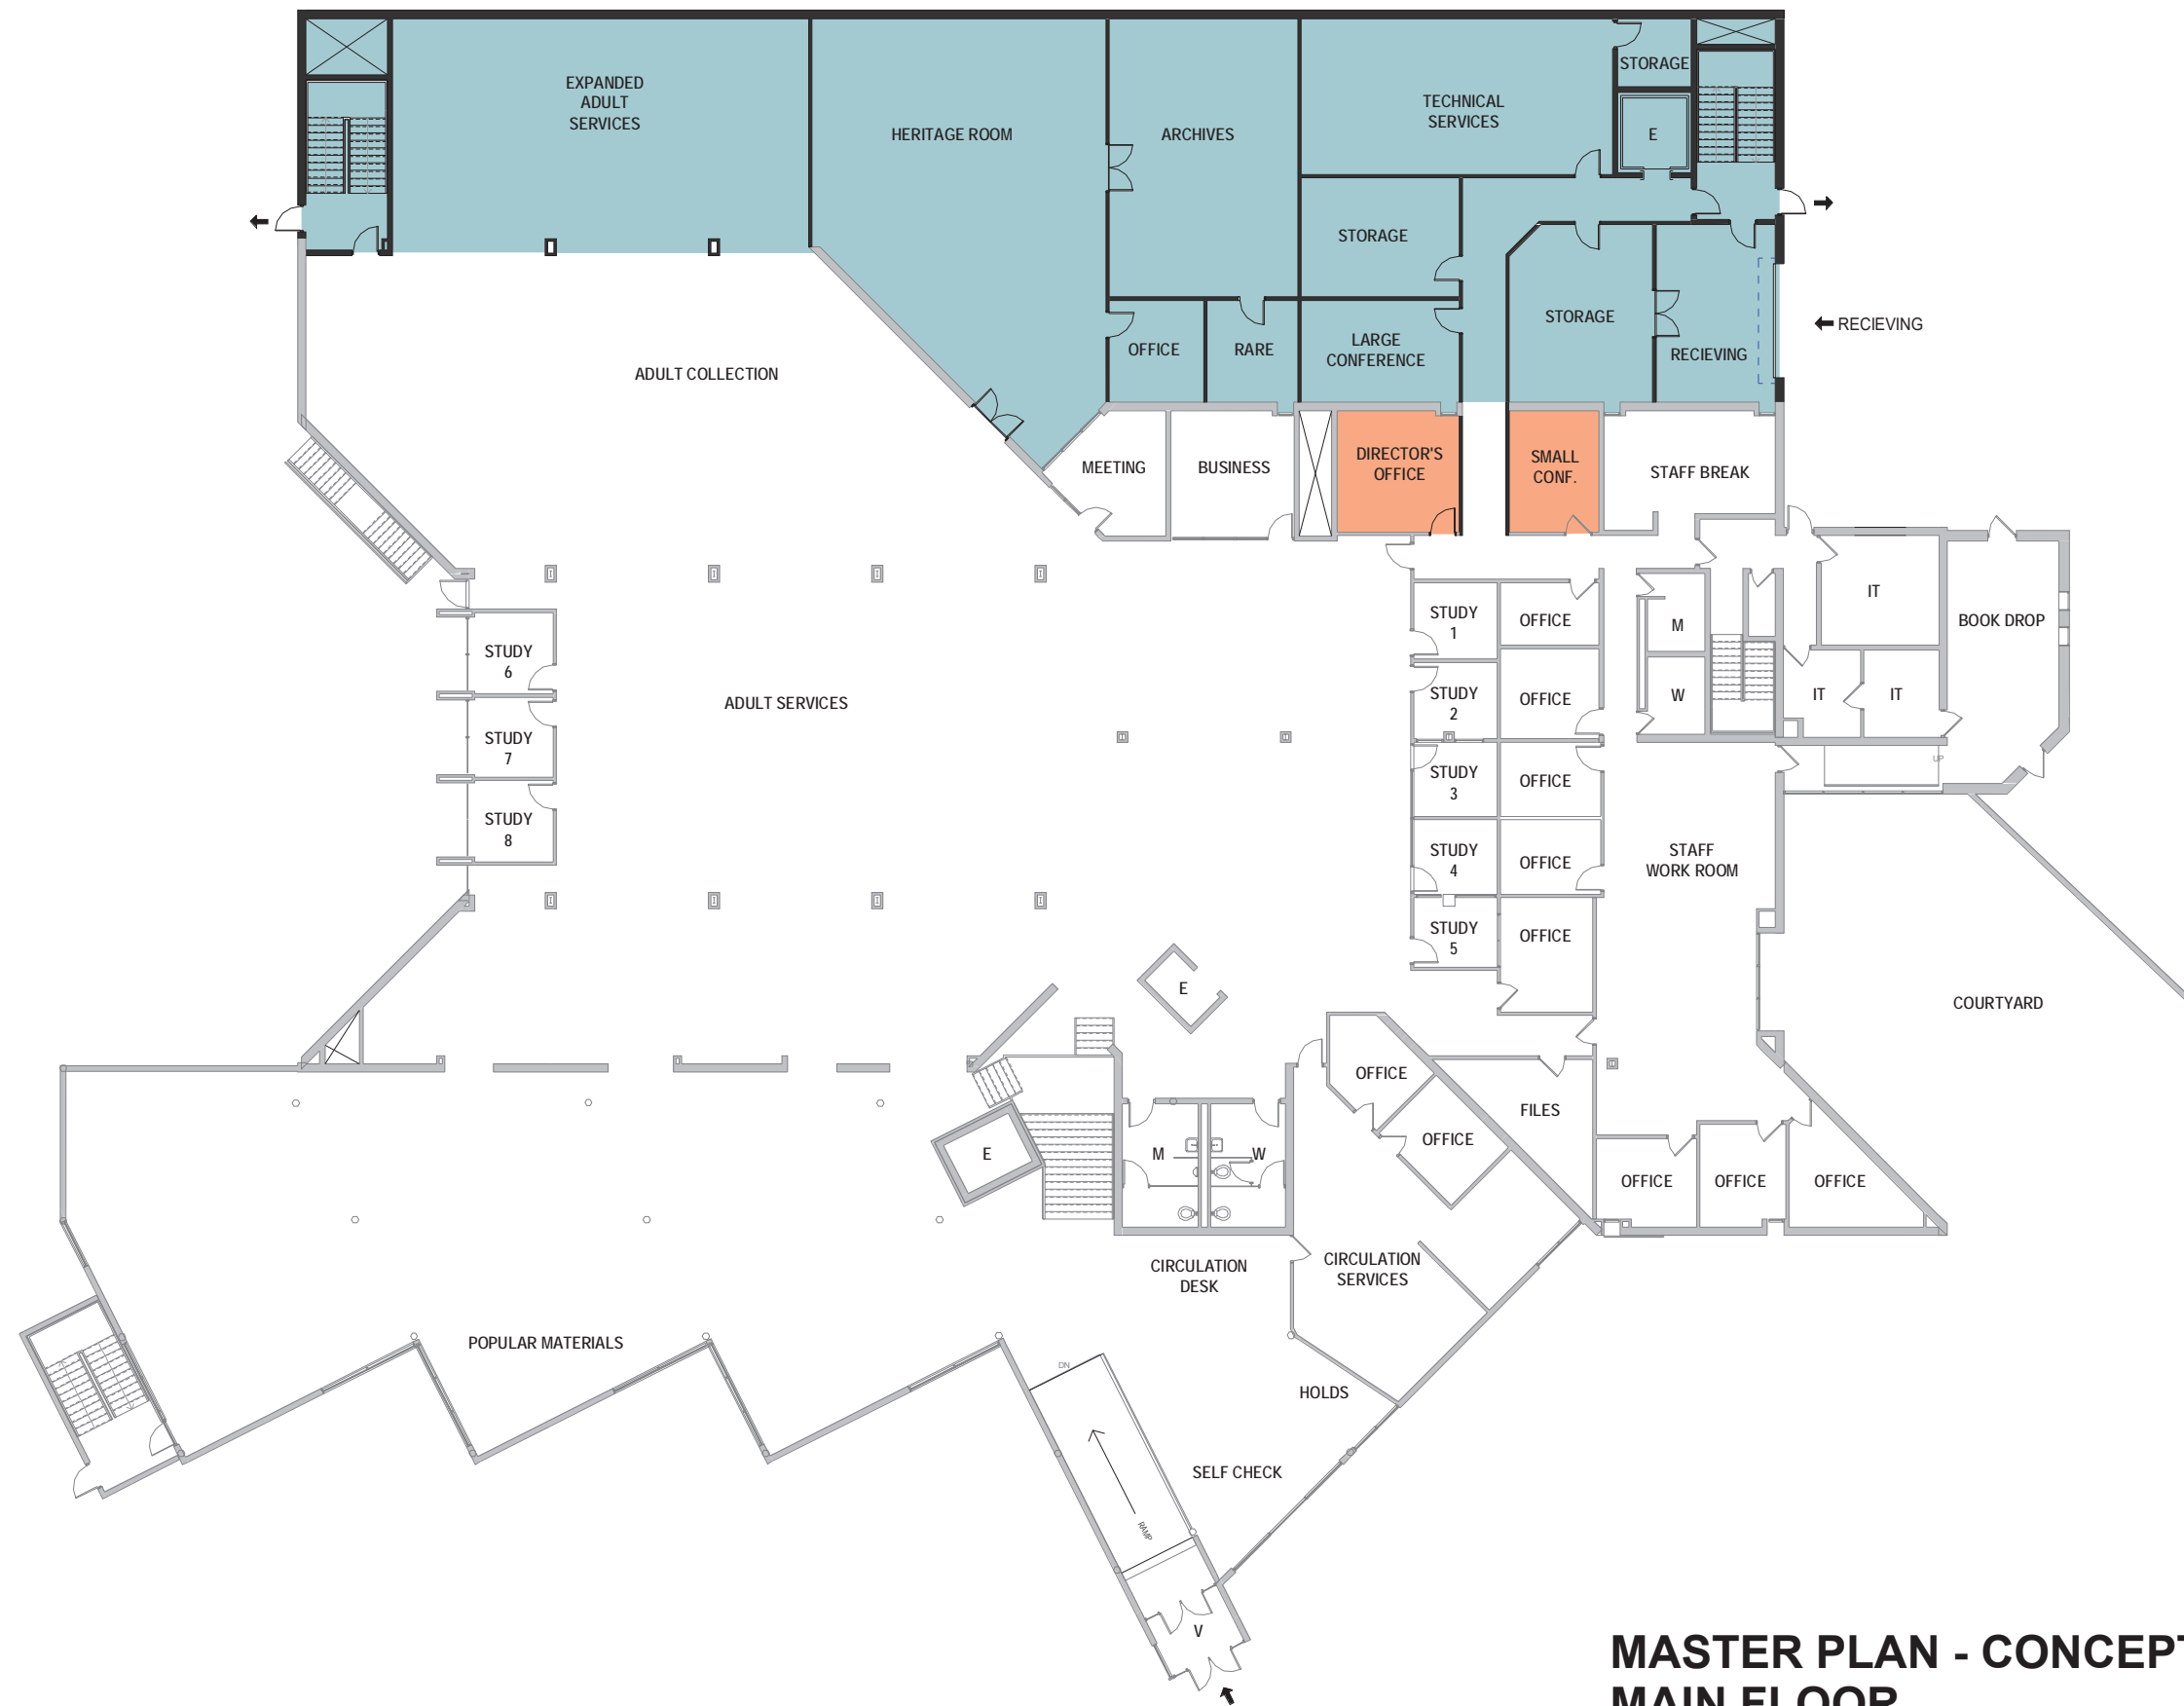 EXPANDED
ADULT
SERVICES
HERITAGE ROOM
ARCHIVES
TECHNICAL
SERVICES
STORAGE
E
STORAGE
STORAGE
OFFICE
RARE
LARGE
CONFERENCE
RECIEVING
RECIEVING
ADULT COLLECTION
MEETING
BUSINESS
DIRECTOR'S
OFFICE
SMALL
CONF.
STAFF BREAK
STUDY
1
OFFICE
M
IT
BOOK DROP
STUDY
6
STUDY
2
OFFICE
W
IT
IT
ADULT SERVICES
STUDY
7
UP
STUDY
3
OFFICE
STUDY
8
STUDY
4
OFFICE
STAFF
WORK ROOM
STUDY
5
OFFICE
E
COURTYARD
OFFICE
FILES
E
M
W
OFFICE
OFFICE
OFFICE
OFFICE
CIRCULATION
DESK
CIRCULATION
SERVICES
POPULAR MATERIALS
DN
HOLDS
SELF CHECK
RAMP
V
MASTER PLAN - CONCEPT
MAIN FLOOR